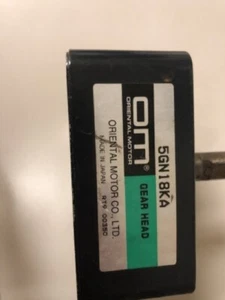 OM
ORIENTAL MOTOR
5GN18KA
GEAR HEAD
ORIENTAL MOTOR CO., LTD.
MADE IN JAPAN